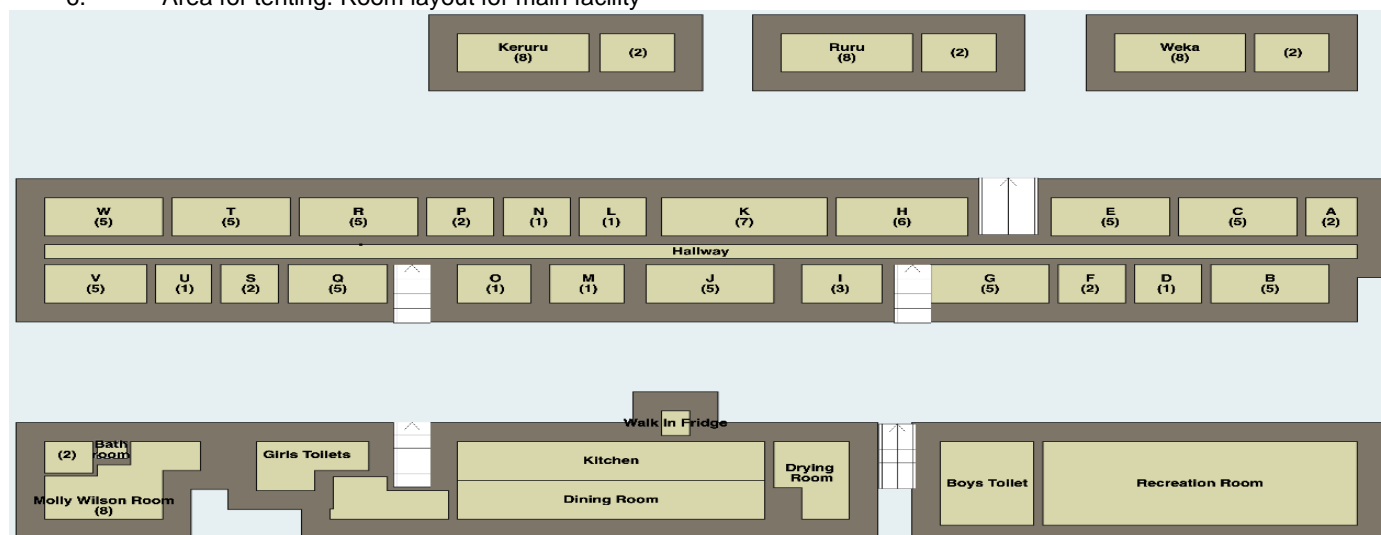 6. Area for tenting. Room layout for main facility
Keruru
(8)
(2)
Ruru
(8)
(2)
Weka
(8)
(2)
W
(5)
T
(5)
R
(5)
P
(2)
N
(1)
L
(1)
K
(7)
H
(6)
E
(5)
C
(5)
A
(2)
Hallway
V
(5)
U
(1)
S
(2)
Q
(5)
O
(1)
M
(1)
J
(5)
I
(3)
G
(5)
F
(2)
D
(1)
B
(5)
Walk In Fridge
(2)
Bath
room
Girls Toilets
Kitchen
Drying
Room
Molly Wilson Room
(8)
Dining Room
Boys Toilet
Recreation Room